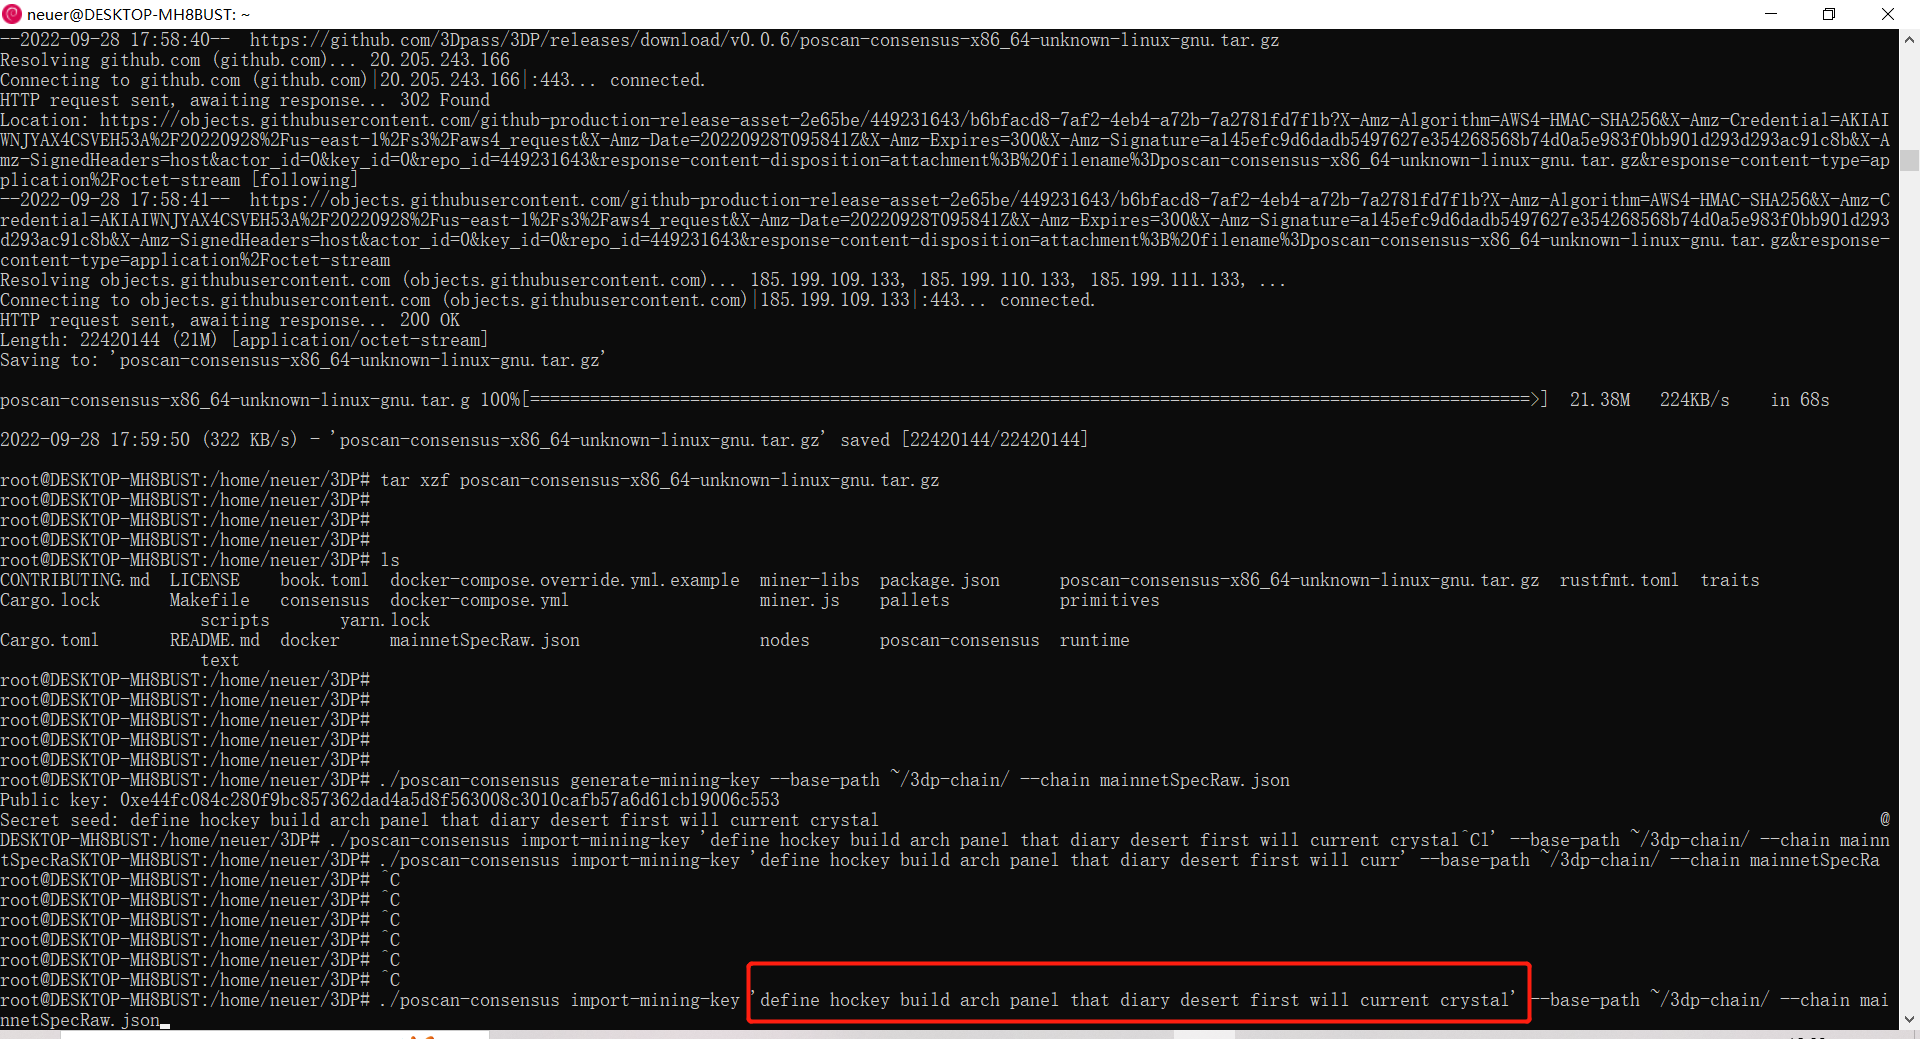 neuer@DESKTOP-MH8BUST: ~
--2022-09-28 17:58:40--  https://github.com/3Dpass/3DP/releases/download/v0.0.6/poscan-consensus-x86_64-unknown-linux-gnu.tar.gz
Resolving github.com (github.com)... 20.205.243.166
Connecting to github.com (github.com)|20.205.243.166|:443... connected.
HTTP request sent, awaiting response... 302 Found
Location: https://objects.githubusercontent.com/github-production-release-asset-2e65be/449231643/b6bfacd8-7af2-4eb4-a72b-7a2781fd7f1b?X-Amz-Algorithm=AWS4-HMAC-SHA256&X-Amz-Credential=AKIAI
WNJYAX4CSVEH53A%2F20220928%2Fus-east-1%2Fs3%2Faws4_request&X-Amz-Date=20220928T095841Z&X-Amz-Expires=300&X-Amz-Signature=a145efc9d6dadb5497627e354268568b74d0a5e983f0bb901d293d293ac91c8b&X-A
mz-SignedHeaders=host&actor_id=0&key_id=0&repo_id=449231643&response-content-disposition=attachment%3B%20filename%3Dposcan-consensus-x86_64-unknown-linux-gnu.tar.gz&response-content-type=ap
plication%2Foctet-stream [following]
--2022-09-28 17:58:41--  https://objects.githubusercontent.com/github-production-release-asset-2e65be/449231643/b6bfacd8-7af2-4eb4-a72b-7a2781fd7f1b?X-Amz-Algorithm=AWS4-HMAC-SHA256&X-Amz-C
redential=AKIAIWNJYAX4CSVEH53A%2F20220928%2Fus-east-1%2Fs3%2Faws4_request&X-Amz-Date=20220928T095841Z&X-Amz-Expires=300&X-Amz-Signature=a145efc9d6dadb5497627e354268568b74d0a5e983f0bb901d293
d293ac91c8b&X-Amz-SignedHeaders=host&actor_id=0&key_id=0&repo_id=449231643&response-content-disposition=attachment%3B%20filename%3Dposcan-consensus-x86_64-unknown-linux-gnu.tar.gz&response-
content-type=application%2Foctet-stream
Resolving objects.githubusercontent.com (objects.githubusercontent.com)... 185.199.109.133, 185.199.110.133, 185.199.111.133, ...
Connecting to objects.githubusercontent.com (objects.githubusercontent.com)|185.199.109.133|:443... connected.
HTTP request sent, awaiting response... 200 OK
Length: 22420144 (21M) [application/octet-stream]
Saving to: 'poscan-consensus-x86_64-unknown-linux-gnu.tar.gz'
poscan-consensus-x86_64-unknown-linux-gnu.tar.g 100%[====================================================================================================>]  21.38M   224KB/s    in 68s
2022-09-28 17:59:50 (322 KB/s) - 'poscan-consensus-x86_64-unknown-linux-gnu.tar.gz' saved [22420144/22420144]
root@DESKTOP-MH8BUST:/home/neuer/3DP# tar xzf poscan-consensus-x86_64-unknown-linux-gnu.tar.gz
root@DESKTOP-MH8BUST:/home/neuer/3DP#
root@DESKTOP-MH8BUST:/home/neuer/3DP#
root@DESKTOP-MH8BUST:/home/neuer/3DP#
root@DESKTOP-MH8BUST:/home/neuer/3DP# ls
CONTRIBUTING.md  LICENSE    book.toml  docker-compose.override.yml.example  miner-libs  package.json      poscan-consensus-x86_64-unknown-linux-gnu.tar.gz  rustfmt.toml  traits
Cargo.lock       Makefile   consensus  docker-compose.yml                   miner.js    pallets           primitives
scripts       yarn.lock
Cargo.toml       README.md  docker     mainnetSpecRaw.json                  nodes       poscan-consensus  runtime
text
root@DESKTOP-MH8BUST:/home/neuer/3DP#
root@DESKTOP-MH8BUST:/home/neuer/3DP#
root@DESKTOP-MH8BUST:/home/neuer/3DP#
root@DESKTOP-MH8BUST:/home/neuer/3DP#
root@DESKTOP-MH8BUST:/home/neuer/3DP#
root@DESKTOP-MH8BUST:/home/neuer/3DP# ./poscan-consensus generate-mining-key --base-path ~/3dp-chain/ --chain mainnetSpecRaw.json
Public key: 0xe44fc084c280f9bc857362dad4a5d8f563008c3010cafb57a6d61cb19006c553
Secret seed: define hockey build arch panel that diary desert first will current crystal @
DESKTOP-MH8BUST:/home/neuer/3DP# ./poscan-consensus import-mining-key 'define hockey build arch panel that diary desert first will current crystal^Cl' --base-path ~/3dp-chain/ --chain mainn
tSpecRaSKTOP-MH8BUST:/home/neuer/3DP# ./poscan-consensus import-mining-key 'define hockey build arch panel that diary desert first will curr' --base-path ~/3dp-chain/ --chain mainnetSpecRa
root@DESKTOP-MH8BUST:/home/neuer/3DP# ^C
root@DESKTOP-MH8BUST:/home/neuer/3DP# ^C
root@DESKTOP-MH8BUST:/home/neuer/3DP# ^C
root@DESKTOP-MH8BUST:/home/neuer/3DP# ^C
root@DESKTOP-MH8BUST:/home/neuer/3DP# ^C
root@DESKTOP-MH8BUST:/home/neuer/3DP# ^C
root@DESKTOP-MH8BUST:/home/neuer/3DP# ./poscan-consensus import-mining-key 'define hockey build arch panel that diary desert first will current crystal' --base-path ~/3dp-chain/ --chain mai
nnetSpecRaw.json